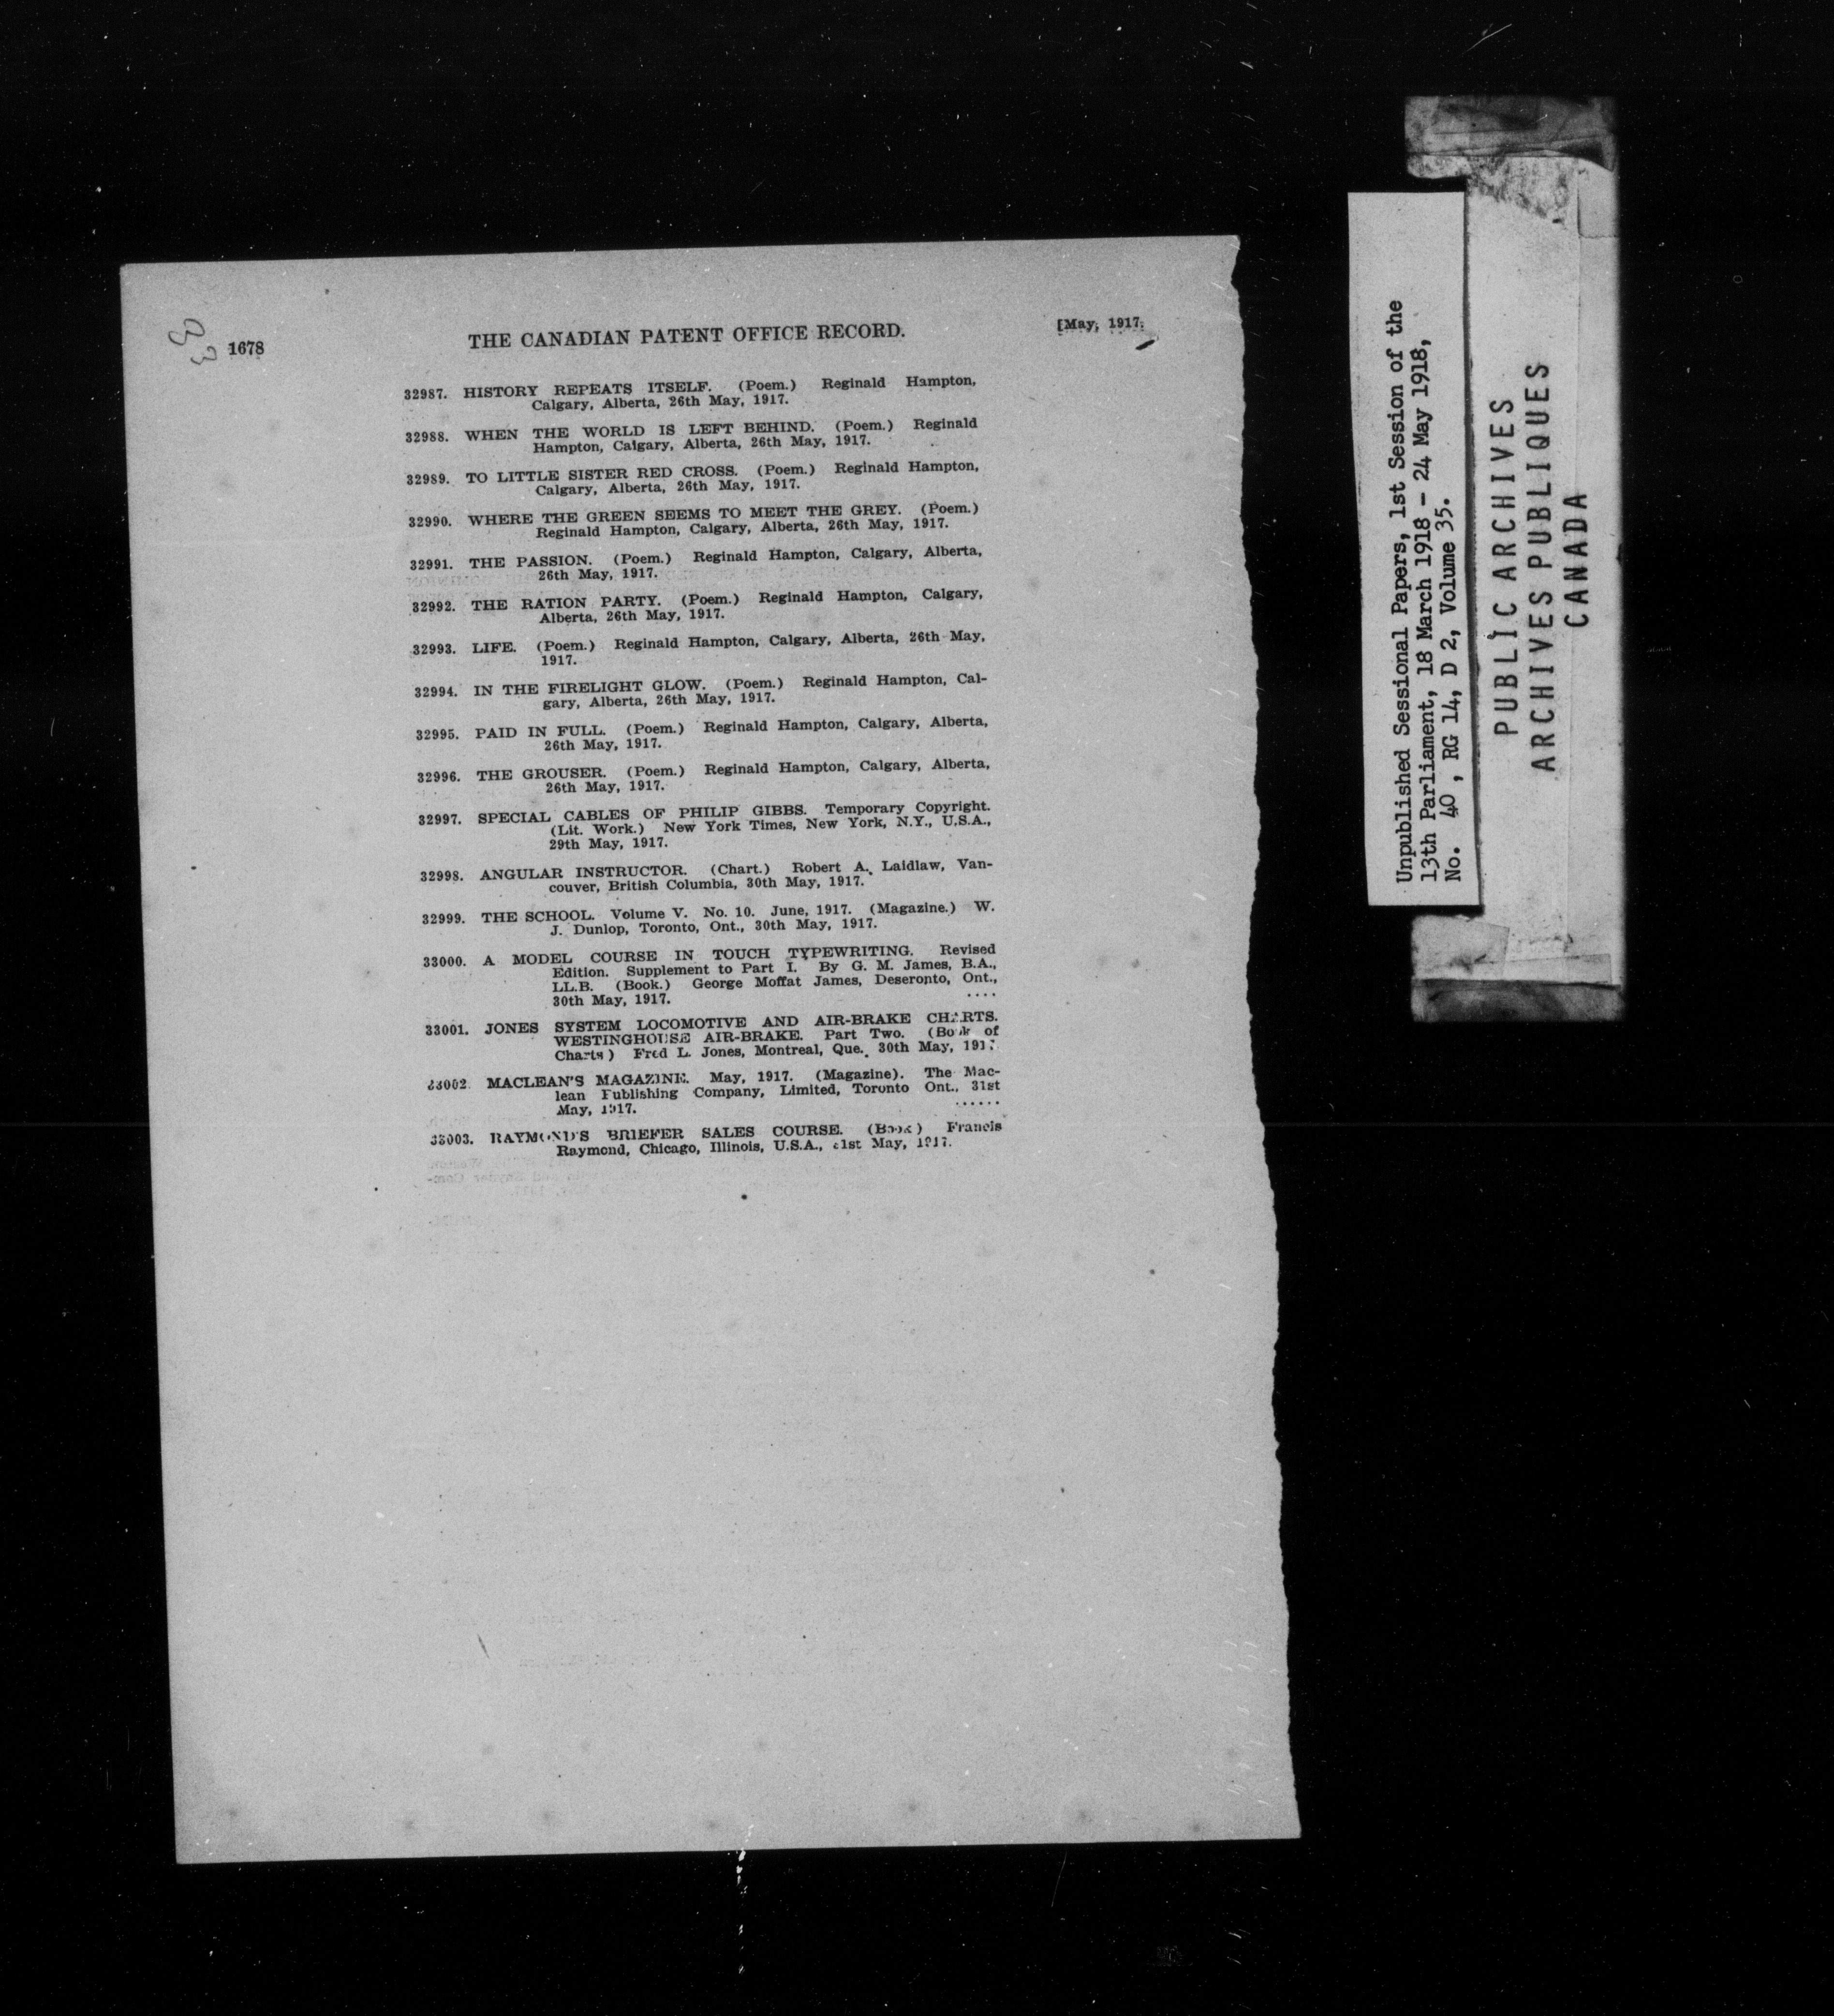 33
1678
THE CANADIAN PATENT OFFICE RECORD.
[May, 1917.
32987. HISTORY REPEATS ITSELF. (Poem.) Reginald Hampton,
Calgary, Alberta, 26th May, 1917.
32988. WHEN THE WORLD IS LEFT BEHIND. (Poem.) Reginald
Hampton, Calgary, Alberta, 26th May, 1917.
32989. TO LITTLE SISTER RED CROSS. (Poem.) Reginald Hampton,
Calgary, Alberta, 26th May, 1917.
32990. WHERE THE GREEN SEEMS TO MEET THE GREY. (Poem.)
Reginald Hampton, Calgary, Alberta, 26th May, 1917.
32991. THE PASSION. (Poem.) Reginald Hampton, Calgary, Alberta,
26th May, 1917.
32992. THE RATION PARTY. (Poem.) Reginald Hampton, Calgary,
Alberta, 26th May, 1917.
32993. LIFE. (Poem.) Reginald Hampton, Calgary, Alberta, 26th May,
1917.
32994. IN THE FIRELIGHT GLOW. (Poem.) Reginald Hampton, Cal-
gary, Alberta, 26th May, 1917.
32995. PAID IN FULL. (Poem.) Reginald Hampton, Calgary, Alberta,
26th May, 1917.
32996. THE GROUSER. (Poem.) Reginald Hampton, Calgary, Alberta,
26th May, 1917.
32997. SPECIAL CABLES OF PHILIP GIBBS. Temporary Copyright.
(Lit. Work.) New York Times, New York, N.Y., U.S.A.,
29th May, 1917.
32998. ANGULAR INSTRUCTOR. (Chart.) Robert A. Laidlaw, Van-
couver, British Columbia, 30th May, 1917.
32999. THE SCHOOL. Volume V. No. 10. June, 1917. (Magazine.) W.
J. Dunlop, Toronto, Ont., 30th May, 1917.
33000. A MODEL COURSE IN TOUCH TYPEWRITING. Revised
Edition. Supplement to Part I. By G. M. James, B.A.,
LL.B. (Book.) George Moffat James, Deseronto, Ont.,
30th May, 1917. ....
33001. JONES SYSTEM LOCOMOTIVE AND AIR-BRAKE CHARTS.
WESTINGHOUSE AIR-BRAKE. Part Two. (Book of
Charts) Fred L. Jones, Montreal, Que. 30th May, 1917
33002. MACLEAN'S MAGAZINE. May, 1917. (Magazine). The Mac-
lean Publishing Company, Limited, Toronto Ont., 31st
May, 1917. ......
33003. RAYMOND'S BRIEFER SALES COURSE. (Book) Francis
Raymond, Chicago, Illinois, U.S.A., 31st May, 1917.
Unpublished Sessional Papers, 1st Session of the
13th Parliament, 18 March 1918 - 24 May 1918,
No. 40, RG 14, D 2, Volume 35.
PUBLIC ARCHIVES
ARCHIVES PUBLIQUES
CANADA